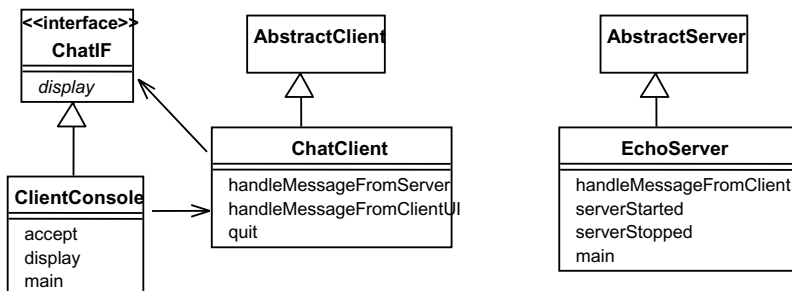 <<interface>>
ChatIF
display
AbstractClient
AbstractServer
ChatClient
handleMessageFromServer
handleMessageFromClientUI
quit
EchoServer
handleMessageFromClient
serverStarted
serverStopped
main
ClientConsole
accept
display
main